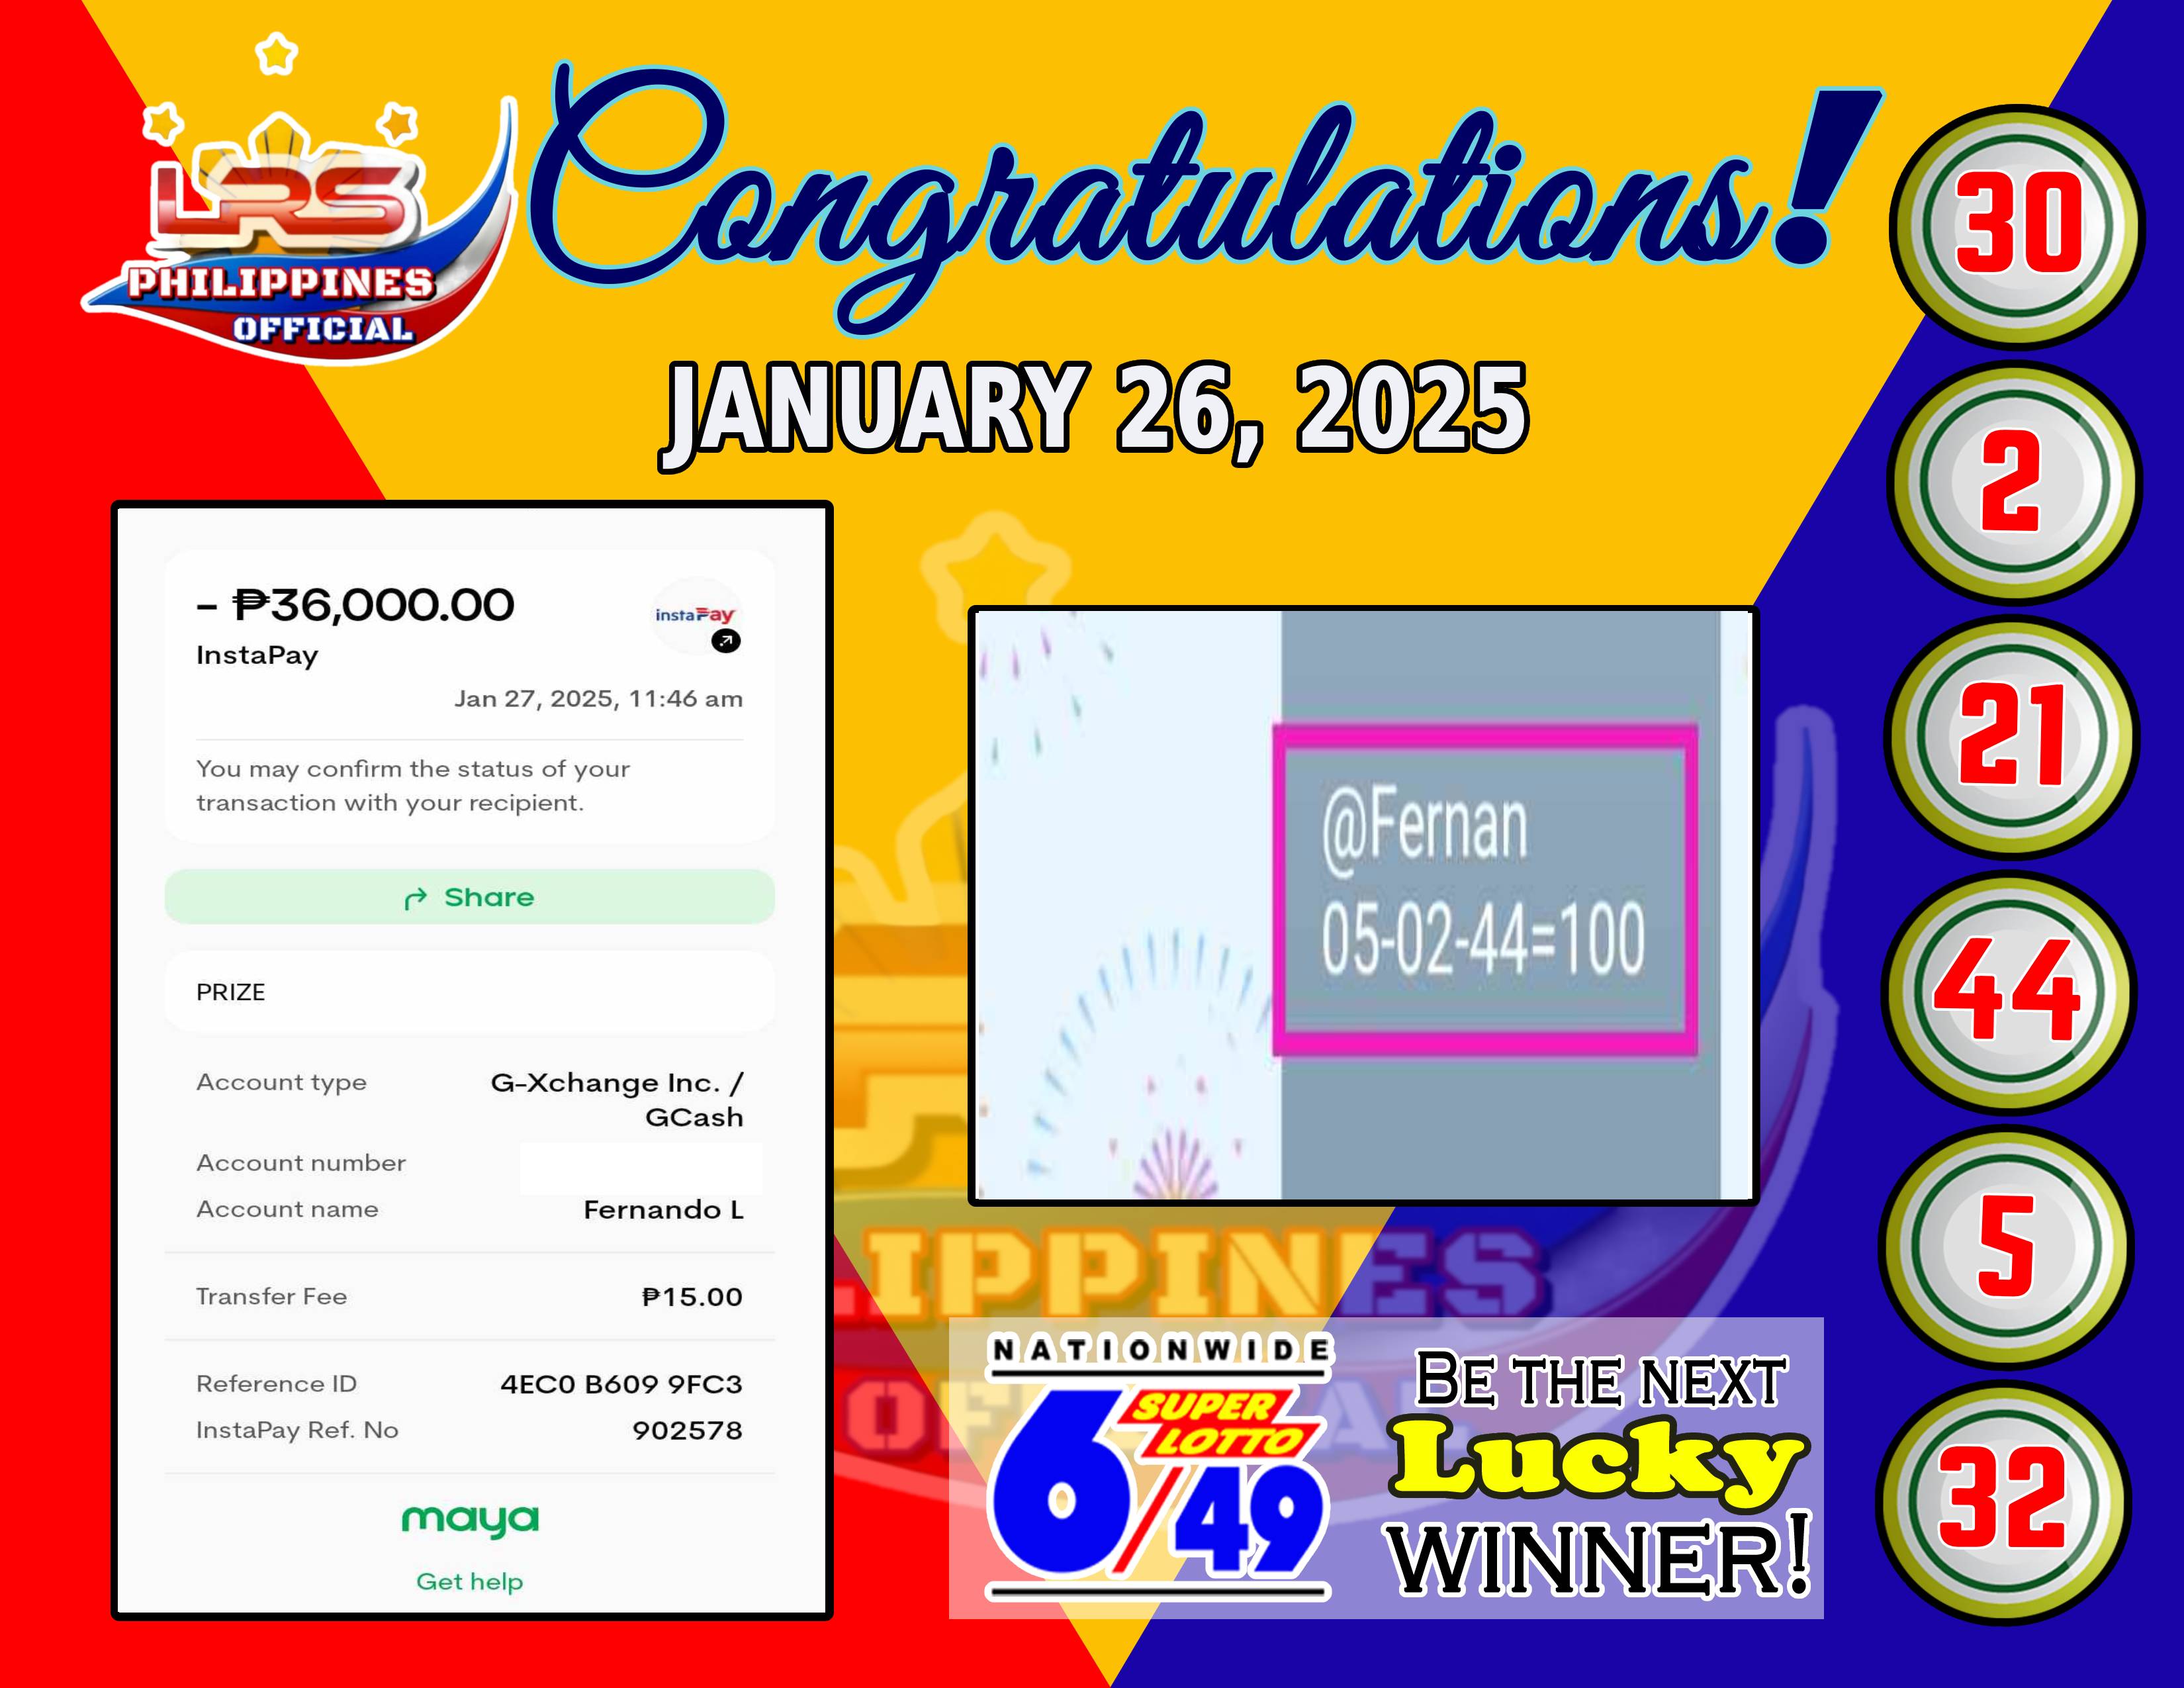 LRS
PHILIPPINES
OFFICIAL
Congratulations!
JANUARY 26, 2025
- ₱36,000.00
InstaPay
instaPay
Jan 27, 2025, 11:46 am
You may confirm the status of your
transaction with your recipient.
Share
PRIZE
Account type
G-Xchange Inc. /
GCash
Account number
Account name
Fernando L
Transfer Fee
₱15.00
Reference ID
4EC0 B609 9FC3
InstaPay Ref. No
902578
maya
Get help
@Fernan
05-02-44=100
LIPPINES
NATIONWIDE
SUPER
LOTTO
6/49
BE THE NEXT
Lucky
WINNER!
30
2
21
44
5
32